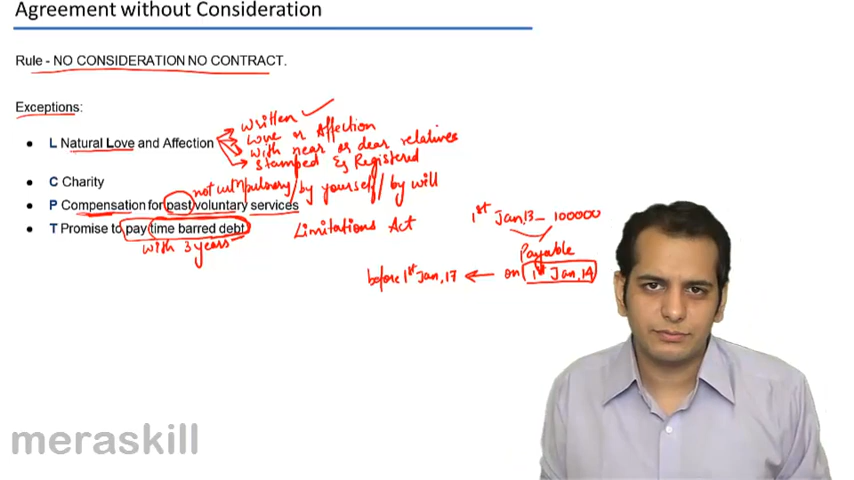 Agreement without Consideration
Rule - NO CONSIDERATION NO CONTRACT.
Exceptions:
written
Love or Affection
• L Natural Love and Affection
with near or dear relatives
Stamped & Registered
• C Charity
not cumpulsory/by yourself/by will
• P Compensation for past voluntary services
1st Jan,13 - 100000
• T Promise to pay time barred debt
Limitations Act
with 3 years
Payable
before 1st Jan,17 ← on 1st Jan,14
meraskill